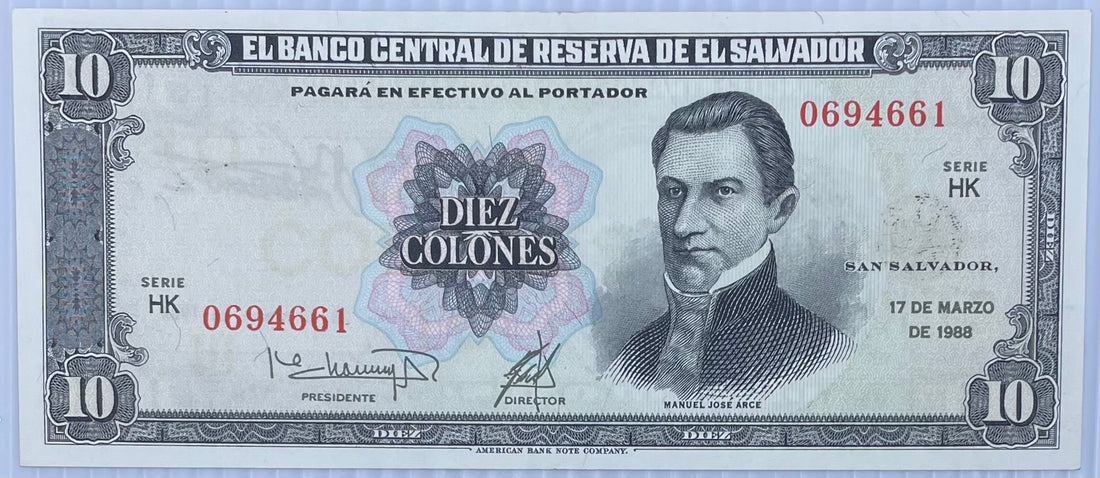 10 EL BANCO CENTRAL DE RESERVA DE EL SALVADOR 10
PAGARÁ EN EFECTIVO AL PORTADOR
0694661
SERIE
HK
DIEZ
COLONES
DIEZ
SAN SALVADOR,
17 DE MARZO
DE 1988
SERIE
HK
0694661
PRESIDENTE
DIRECTOR
MANUEL JOSÉ ARCE
10 DIEZ DIEZ 10
AMERICAN BANK NOTE COMPANY.